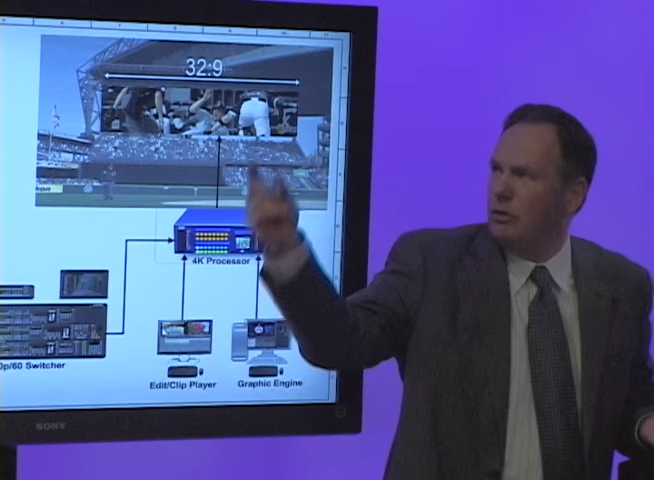 32:9
4K Processor
0p/60 Switcher
Edit/Clip Player
Graphic Engine
SONY